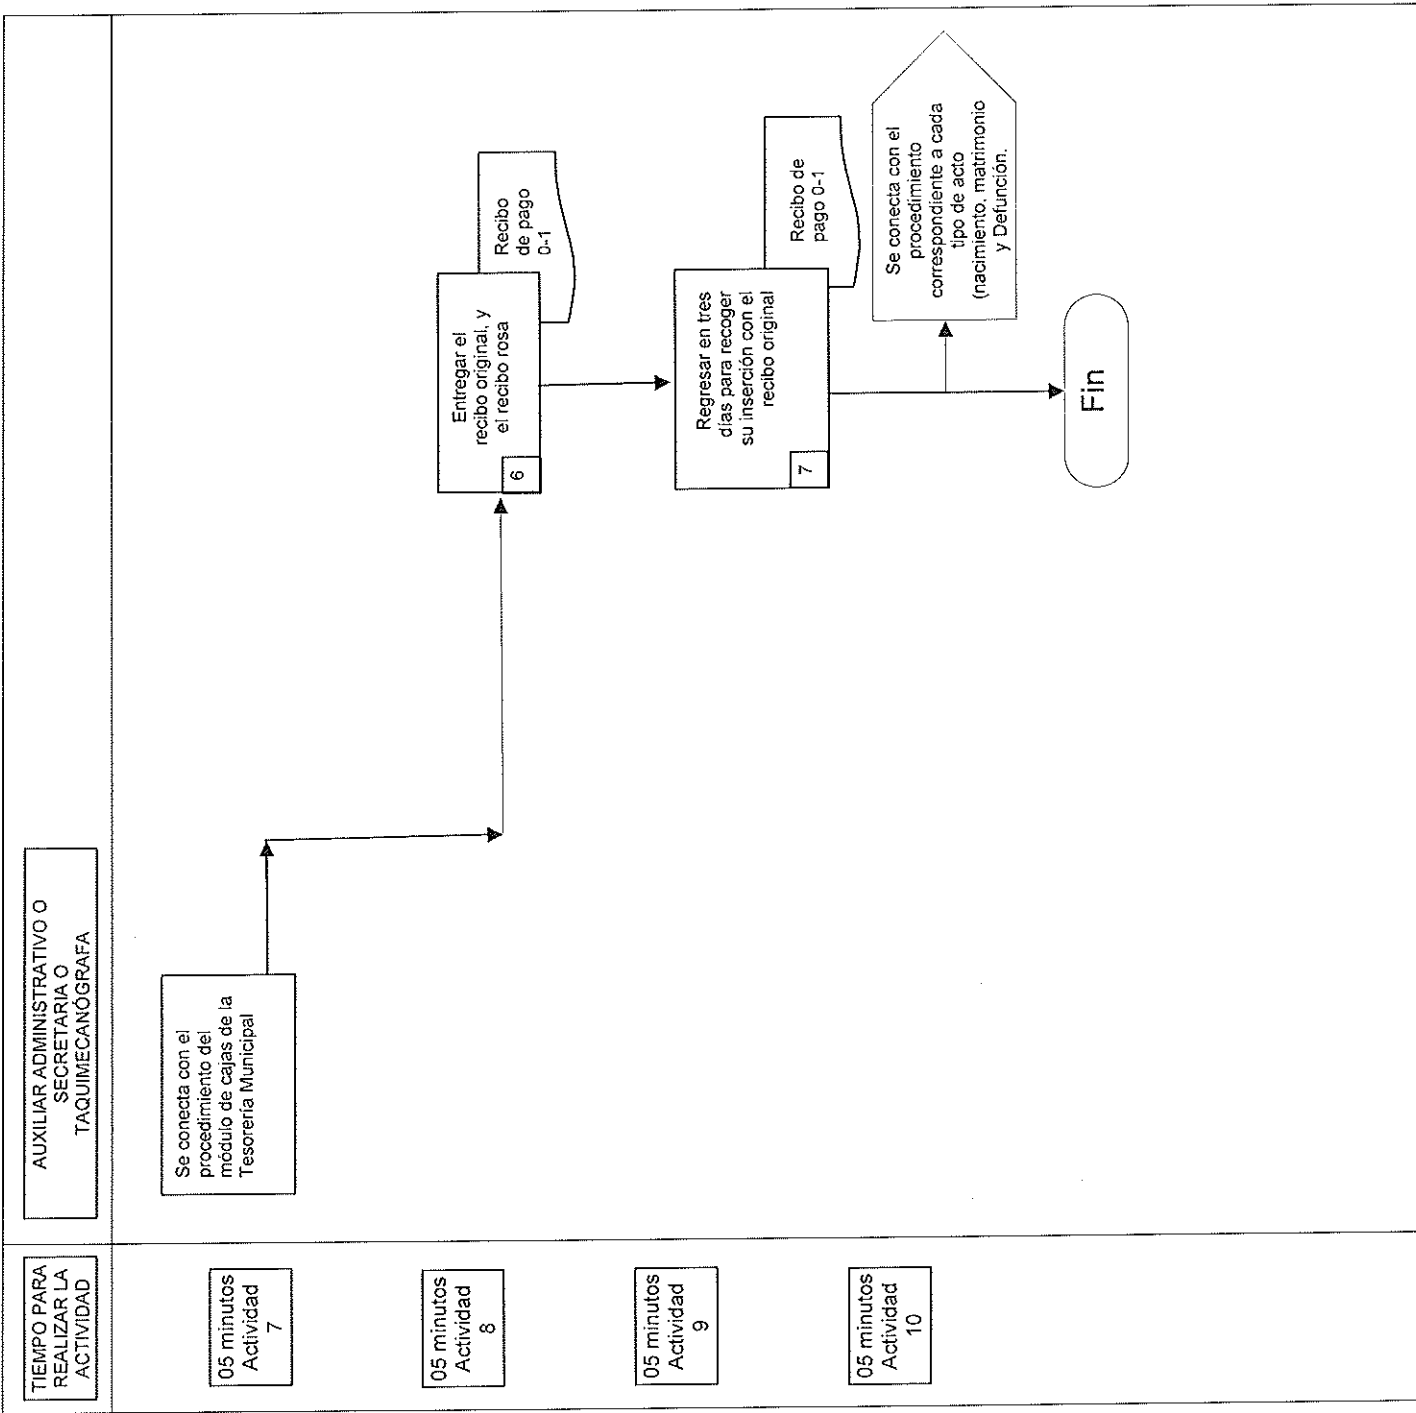 TIEMPO PARA
REALIZAR LA
ACTIVIDAD
AUXILIAR ADMINISTRATIVO O
SECRETARIA O
TAQUIMECANÓGRAFA
05 minutos
Actividad
7
05 minutos
Actividad
8
05 minutos
Actividad
9
05 minutos
Actividad
10
Se conecta con el
procedimiento del
módulo de cajas de la
Tesorería Municipal
Entregar el
recibo original, y
el recibo rosa
6
Recibo
de pago
0-1
Regresar en tres
días para recoger
su inserción con el
recibo original
7
Recibo de
pago 0-1
Se conecta con el
procedimiento
correspondiente a cada
tipo de acto
(nacimiento, matrimonio
y Defunción.
Fin